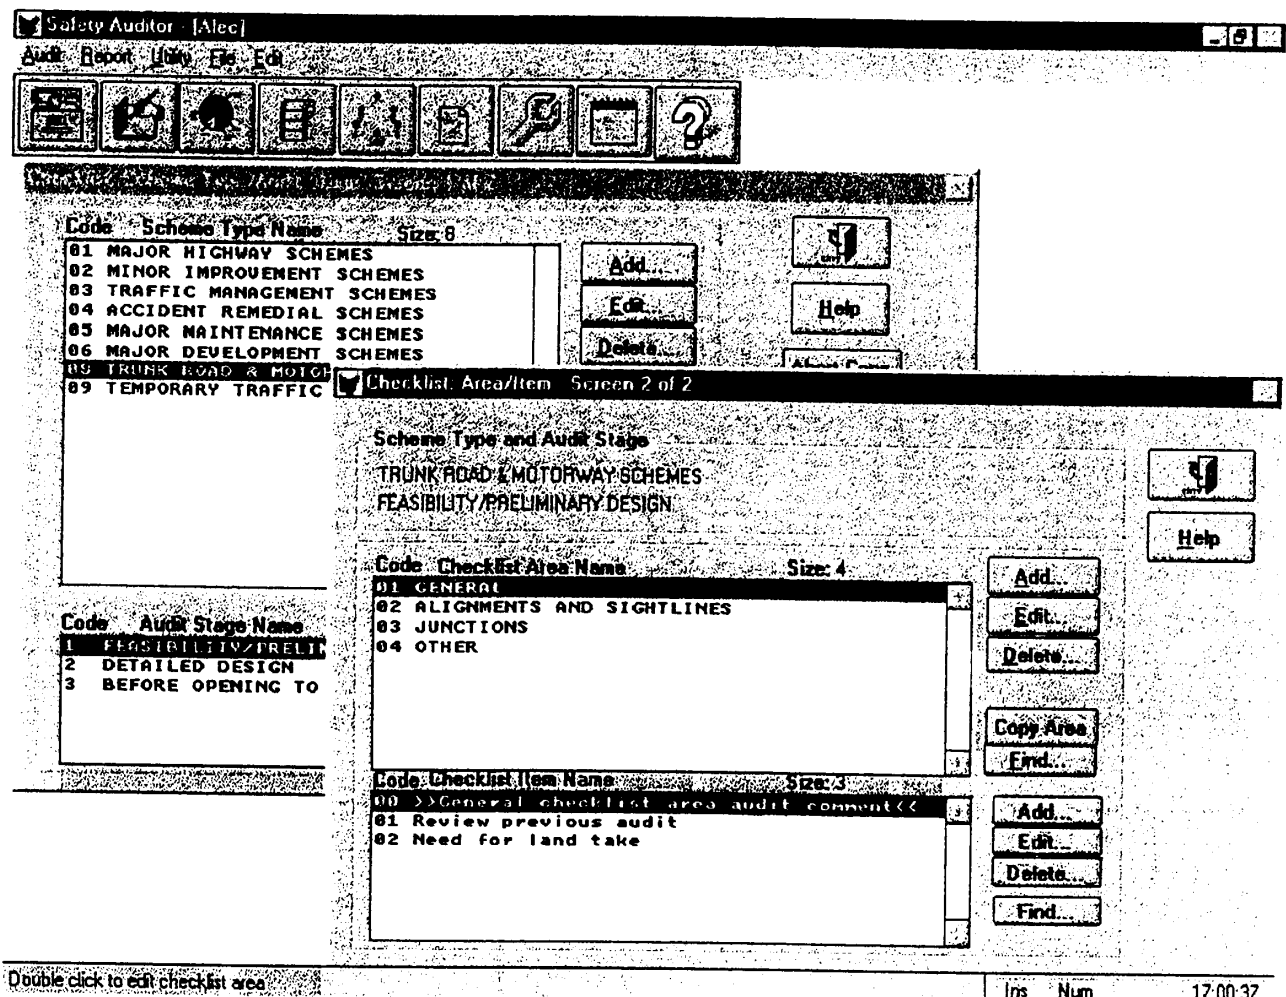 Safety Auditor - [Alec]
Audit Report Utility File Edit
Code Scheme Type Name Size: 8
01 MAJOR HIGHWAY SCHEMES
02 MINOR IMPROVEMENT SCHEMES
03 TRAFFIC MANAGEMENT SCHEMES
04 ACCIDENT REMEDIAL SCHEMES
05 MAJOR MAINTENANCE SCHEMES
06 MAJOR DEVELOPMENT SCHEMES
08 TRUNK ROAD & MOTOR
09 TEMPORARY TRAFFIC
Add...
Edit...
Delete...
Help
Code Audit Stage Name
1 FEASIBILITY/PRELIM
2 DETAILED DESIGN
3 BEFORE OPENING TO
Checklist: Area/Item Screen 2 of 2
Scheme Type and Audit Stage
TRUNK ROAD & MOTORWAY SCHEMES
FEASIBILITY/PRELIMINARY DESIGN
Help
Code Checklist Area Name Size: 4
01 GENERAL
02 ALIGNMENTS AND SIGHTLINES
03 JUNCTIONS
04 OTHER
Add...
Edit...
Delete...
Copy Area
Find...
Code Checklist Item Name Size: 3
00 >>General checklist area audit comment<<
01 Review previous audit
02 Need for land take
Add...
Edit...
Delete...
Find...
Double click to edit checklist area
Ins Num 17:00:37